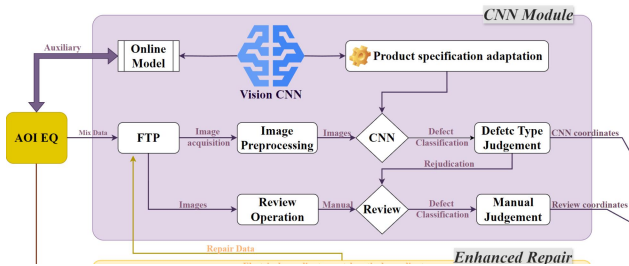 CNN Module
Auxiliary
Online
Model
Vision CNN
Product specification adaptation
AOI EQ
Mis Data
FTP
Image
acquisition
Image
Preprocessing
Images
CNN
Defect
Classification
Defetc Type
Judgement
CNN coordinates
Rejudication
Images
Review
Operation
Manual
Review
Defect
Classification
Manual
Judgement
Review coordinates
Repair Data
Enhanced Repair